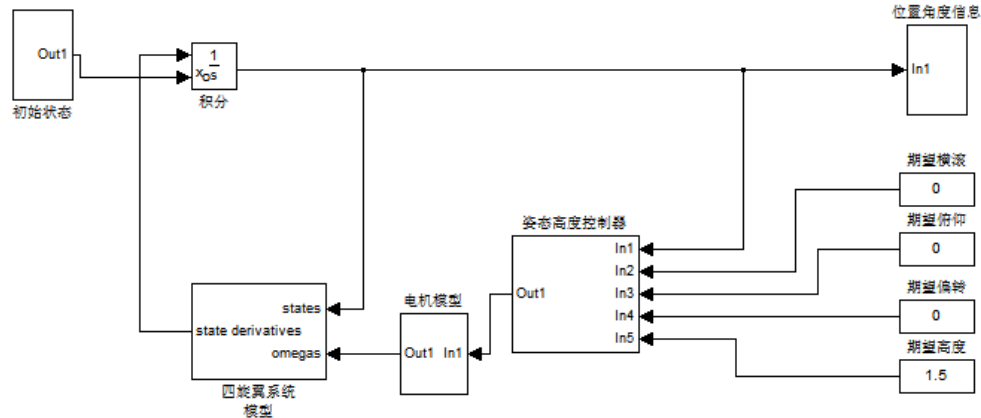 位置角度信息
Out1
1
x₀s
积分
初始状态
In1
期望横滚
0
姿态高度控制器
In1
In2
In3
In4
In5
Out1
期望俯仰
0
期望偏转
0
期望高度
1.5
电机模型
Out1 In1
states
state derivatives
omegas
四能翼系统
模型